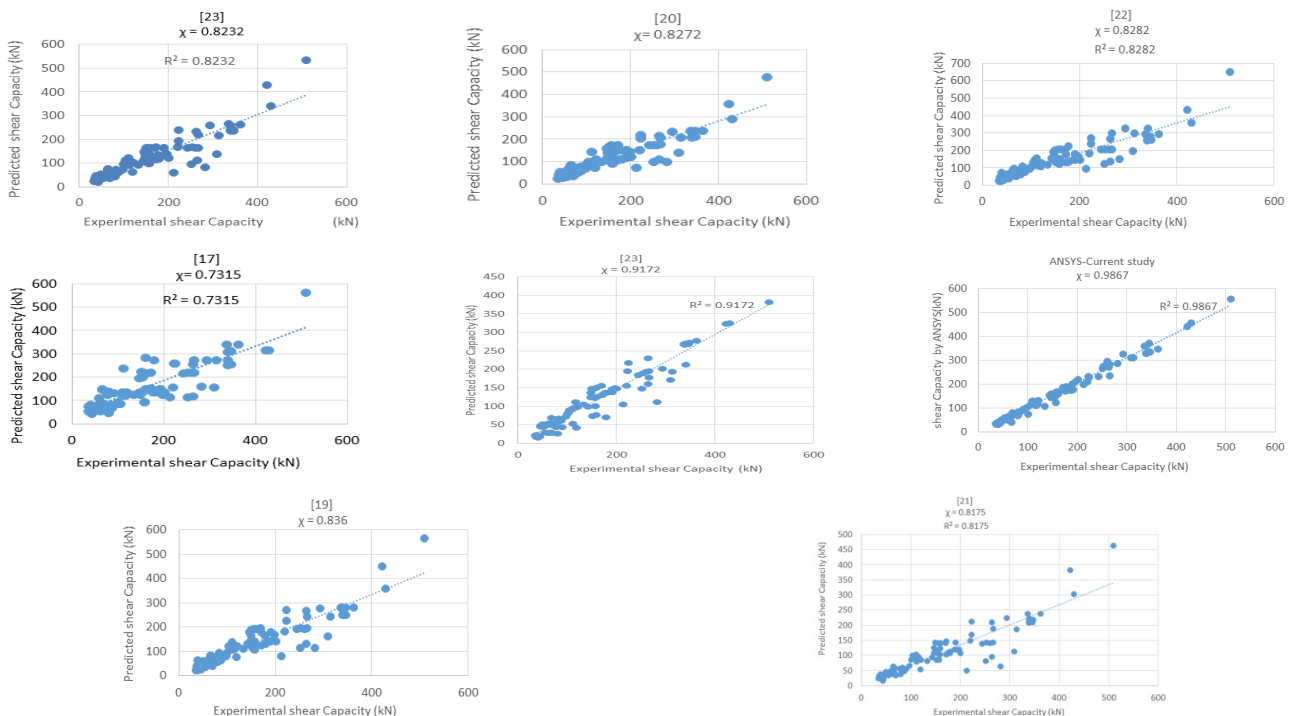 [23]
χ = 0.8232
R² = 0.8232
Predicted shear Capacity (kN)
600
500
400
300
200
100
0
0 200 400 600
Experimental shear Capacity (kN)
[20]
χ = 0.8272
Predicted shear Capacity (kN)
600
500
400
300
200
100
0
0 100 200 300 400 500 600
Experimental shear Capacity (kN)
[22]
χ = 0.8282
R² = 0.8282
Predicted shear Capacity (kN)
700
600
500
400
300
200
100
0
0 100 200 300 400 500 600
Experimental shear Capacity (kN)
[17]
χ = 0.7315
R² = 0.7315
Predicted shear Capacity (kN)
600
500
400
300
200
100
0
0 200 400 600
Experimental shear Capacity (kN)
[23]
χ = 0.9172
R² = 0.9172
Predicted shear Capacity (kN)
450
400
350
300
250
200
150
100
50
0
0 200 400 600
Experimental shear Capacity (kN)
ANSYS-Current study
χ = 0.9867
R² = 0.9867
shear Capacity by ANSYS(kN)
600
500
400
300
200
100
0
0 100 200 300 400 500 600
Experimental shear Capacity (kN)
[19]
χ = 0.836
Predicted shear Capacity (kN)
600
500
400
300
200
100
0
0 200 400 600
Experimental shear Capacity (kN)
[21]
χ = 0.8175
R² = 0.8175
Predicted shear Capacity (kN)
500
450
400
350
300
250
200
150
100
50
0
0 100 200 300 400 500 600
Experimental shear Capacity (kN)